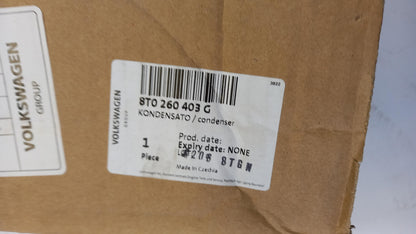 VOLKSWAGEN
GROUP
3822
8T0 260 403 G
KONDENSATO / condenser
VOLKSWAGEN
GROUP
1
Piece
Prod. date:
Expiry date: NONE
Made in Czechia